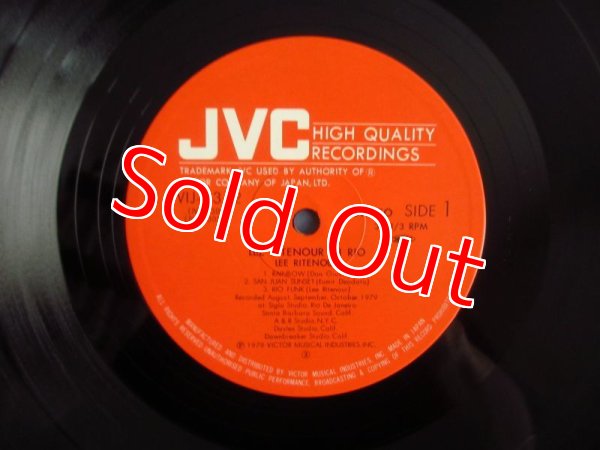 JVC HIGH QUALITY RECORDINGS
TRADEMARK JVC USED BY AUTHORITY OF Ⓡ
COMPANY OF JAPAN, LTD.
SIDE 1
RPM
RIO
LEE RITENOUR
1. RAINBOW
2. SAN JUAN SUNSET (Eumir Deodato)
3. RIO FUNK (Lee Ritenour)
Recorded August, September, October 1979
at Sigla Studio, Rio De Janeiro
Santa Barbara Sound, Calif.
A & R Studio, N.Y.C.
Davlen Studio, Calif.
Dawnbreaker Studio, Calif.
Ⓟ 1979 VICTOR MUSICAL INDUSTRIES, INC.
MANUFACTURED AND DISTRIBUTED BY VICTOR MUSICAL INDUSTRIES, INC. MADE IN JAPAN
ALL RIGHTS RESERVED UNAUTHORISED PUBLIC PERFORMANCE, BROADCASTING & COPYING OF THIS RECORD PROHIBITED
Sold Out